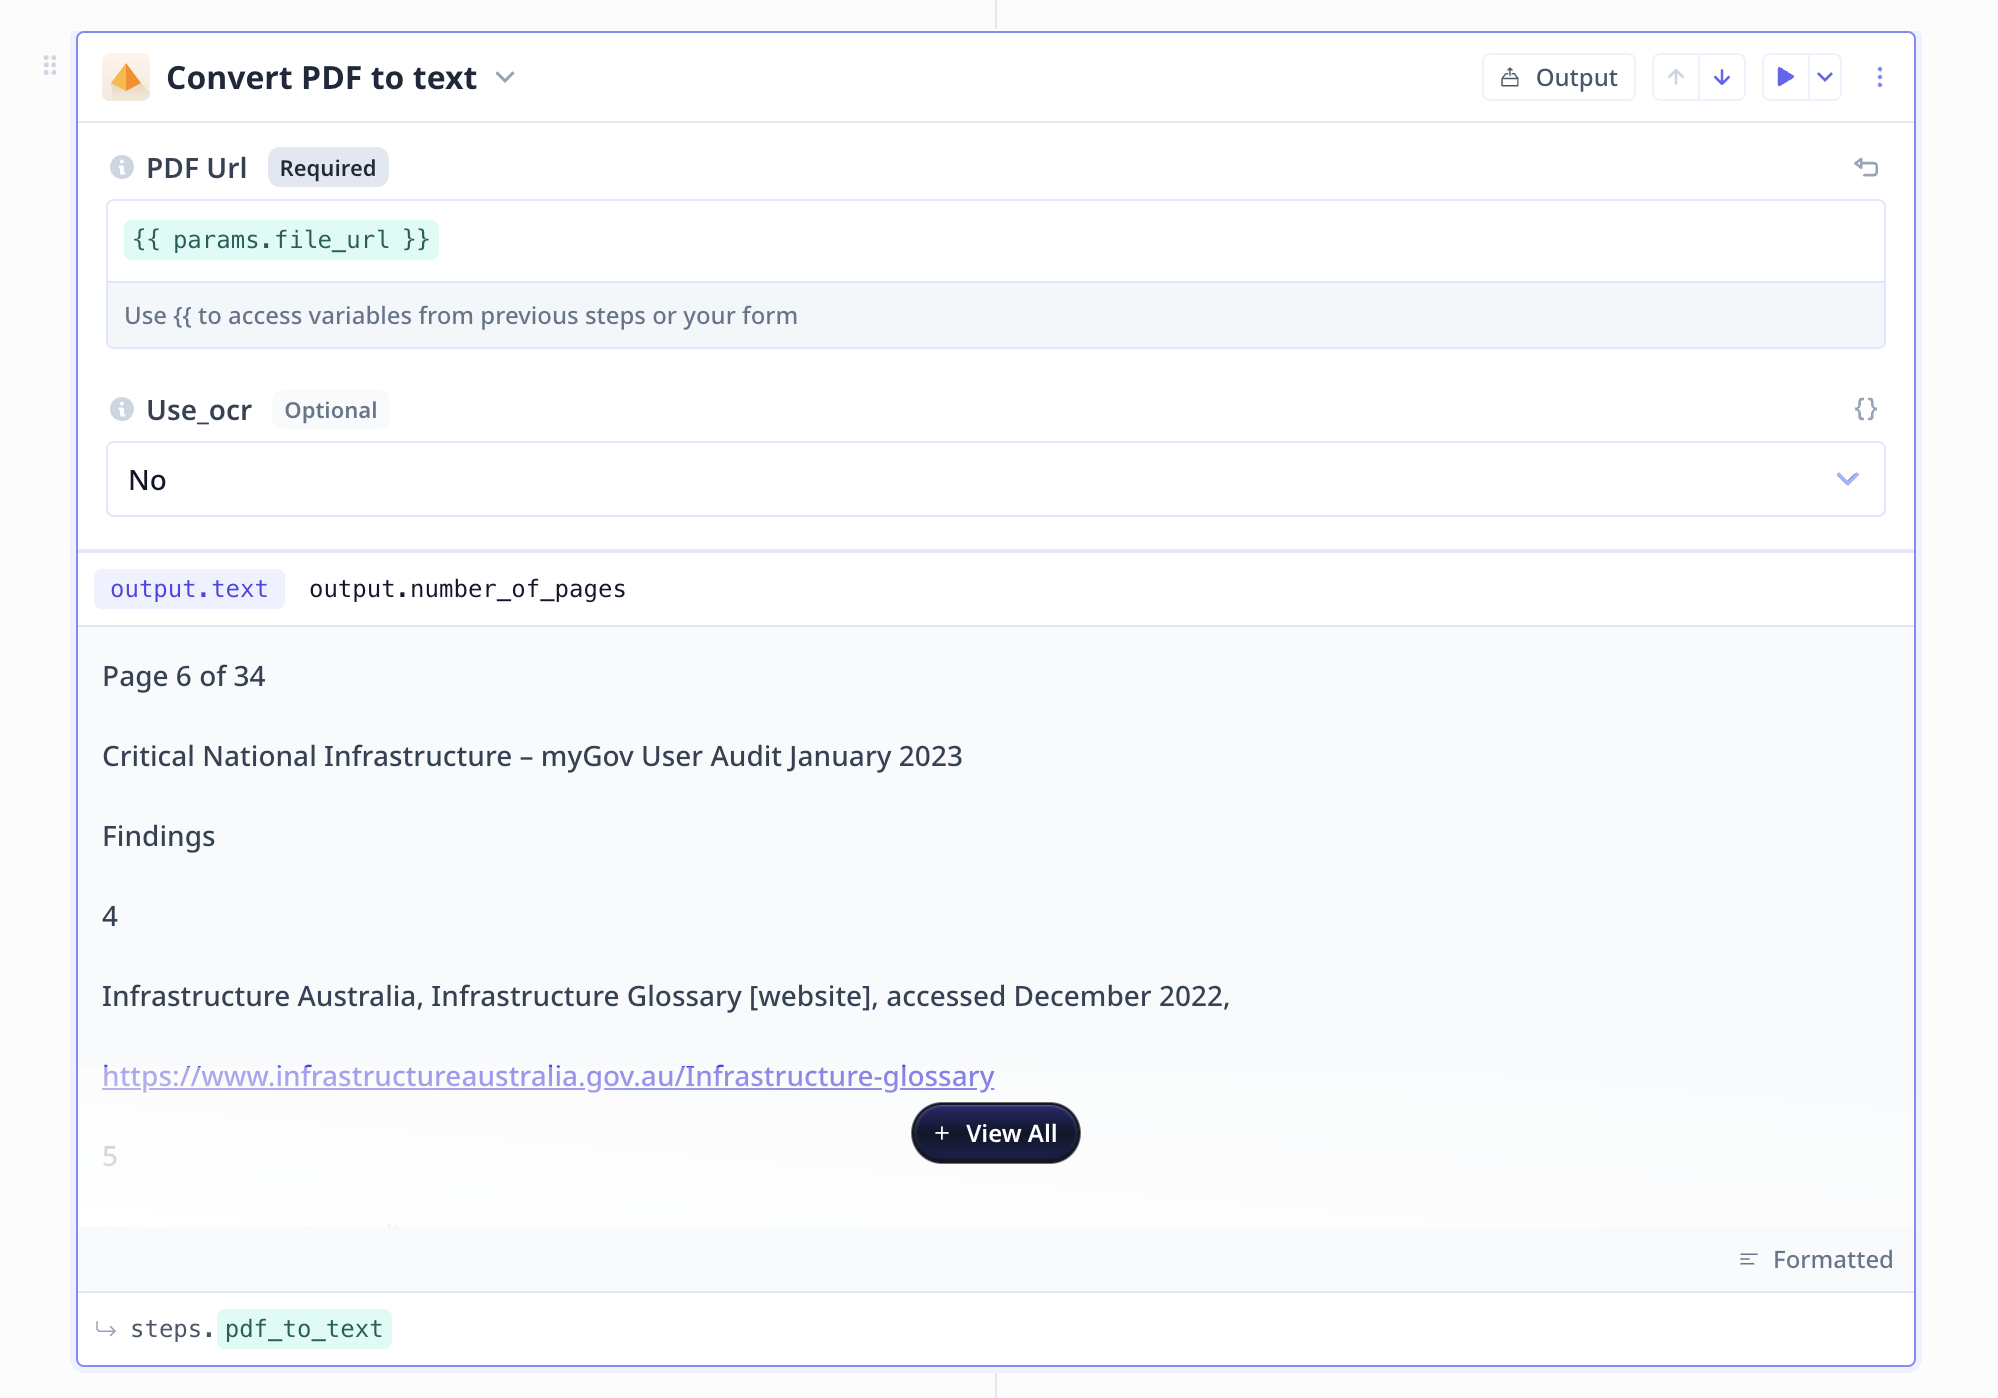 Convert PDF to text
Output
PDF Url Required
{{ params.file_url }}
Use {{ to access variables from previous steps or your form
Use_ocr Optional
{}
No
output.text output.number_of_pages
Page 6 of 34
Critical National Infrastructure – myGov User Audit January 2023
Findings
4
Infrastructure Australia, Infrastructure Glossary [website], accessed December 2022,
https://www.infrastructureaustralia.gov.au/Infrastructure-glossary
+ View All
5
Formatted
steps.pdf_to_text